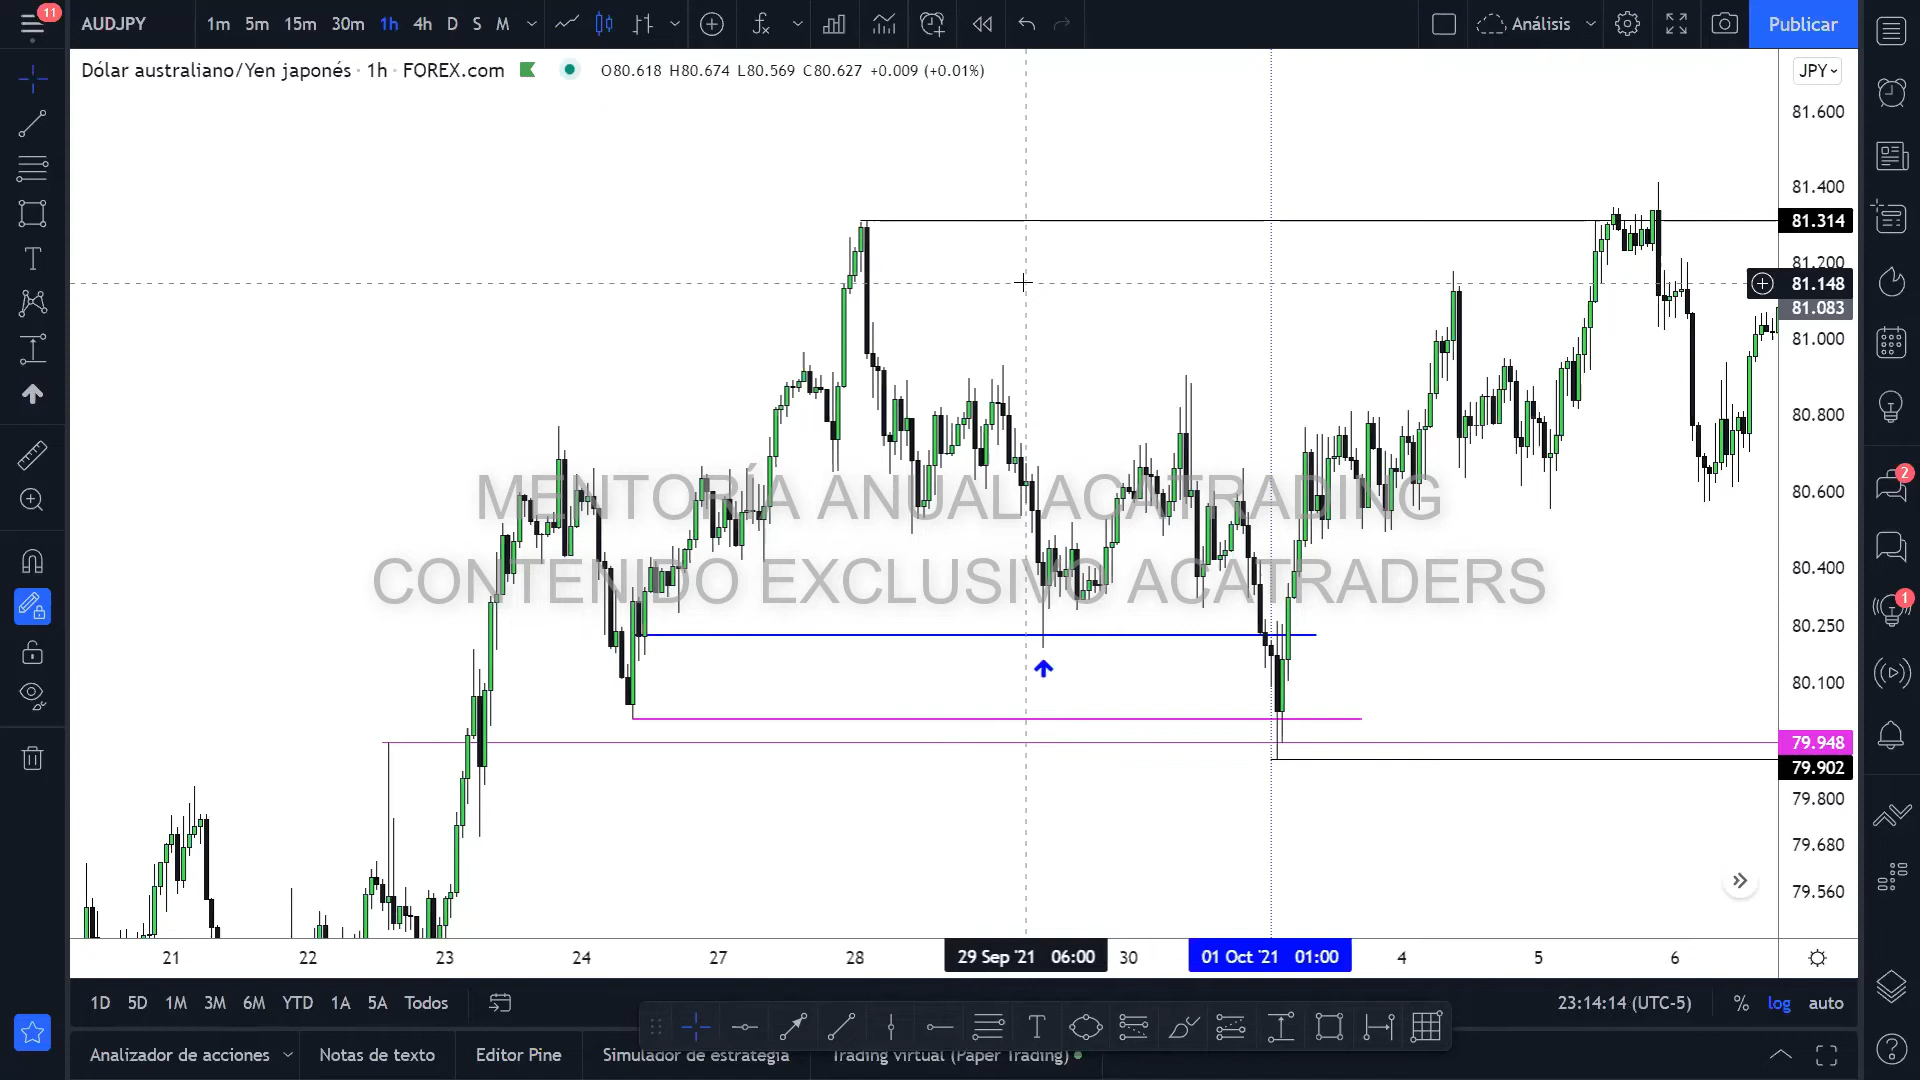 11
AUDJPY
1m 5m 15m 30m 1h 4h D S M
Análisis
Publicar
Dólar australiano/Yen japonés · 1h · FOREX.com
O80.618 H80.674 L80.569 C80.627 +0.009 (+0.01%)
JPY
81.600
81.400
81.314
81.200
81.148
81.083
81.000
80.800
80.600
80.400
80.250
80.100
79.948
79.902
79.800
79.680
79.560
MENTORÍA ANUAL ACATRADING
CONTENIDO EXCLUSIVO ACATRADERS
2
1
21 22 23 24 27 28 29 Sep '21 06:00 30 01 Oct '21 01:00 4 5 6
1D 5D 1M 3M 6M YTD 1A 5A Todos
23:14:14 (UTC-5) % log auto
Analizador de acciones Notas de texto Editor Pine Simulador de estrategia Trading virtual (Paper Trading)